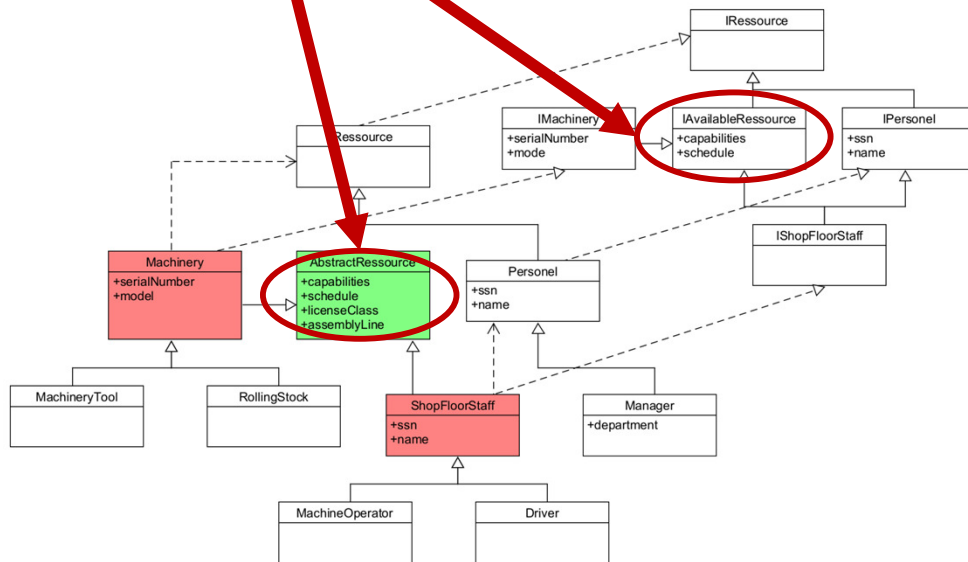 IRessource
IMachinery
+serialNumber
+mode
IAvailableRessource
+capabilities
+schedule
IPersonel
+ssn
+name
Ressource
IShopFloorStaff
Machinery
+serialNumber
+model
AbstractRessource
+capabilities
+schedule
+licenseClass
+assemblyLine
Personel
+ssn
+name
MachineryTool
RollingStock
ShopFloorStaff
+ssn
+name
Manager
+department
MachineOperator
Driver